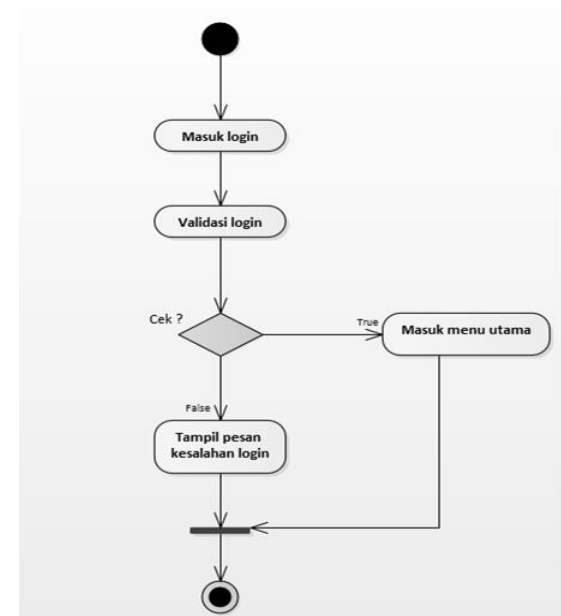 Masuk login
Validasi login
Cek ?
True
Masuk menu utama
False
Tampil pesan
kesalahan login